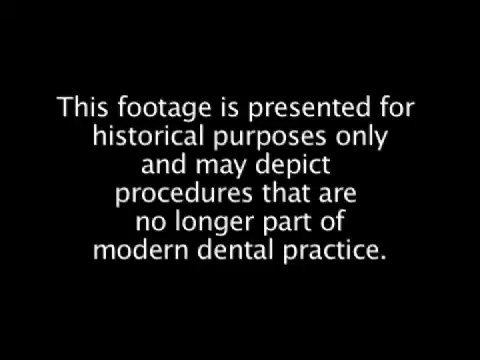 This footage is presented for
historical purposes only
and may depict
procedures that are
no longer part of
modern dental practice.